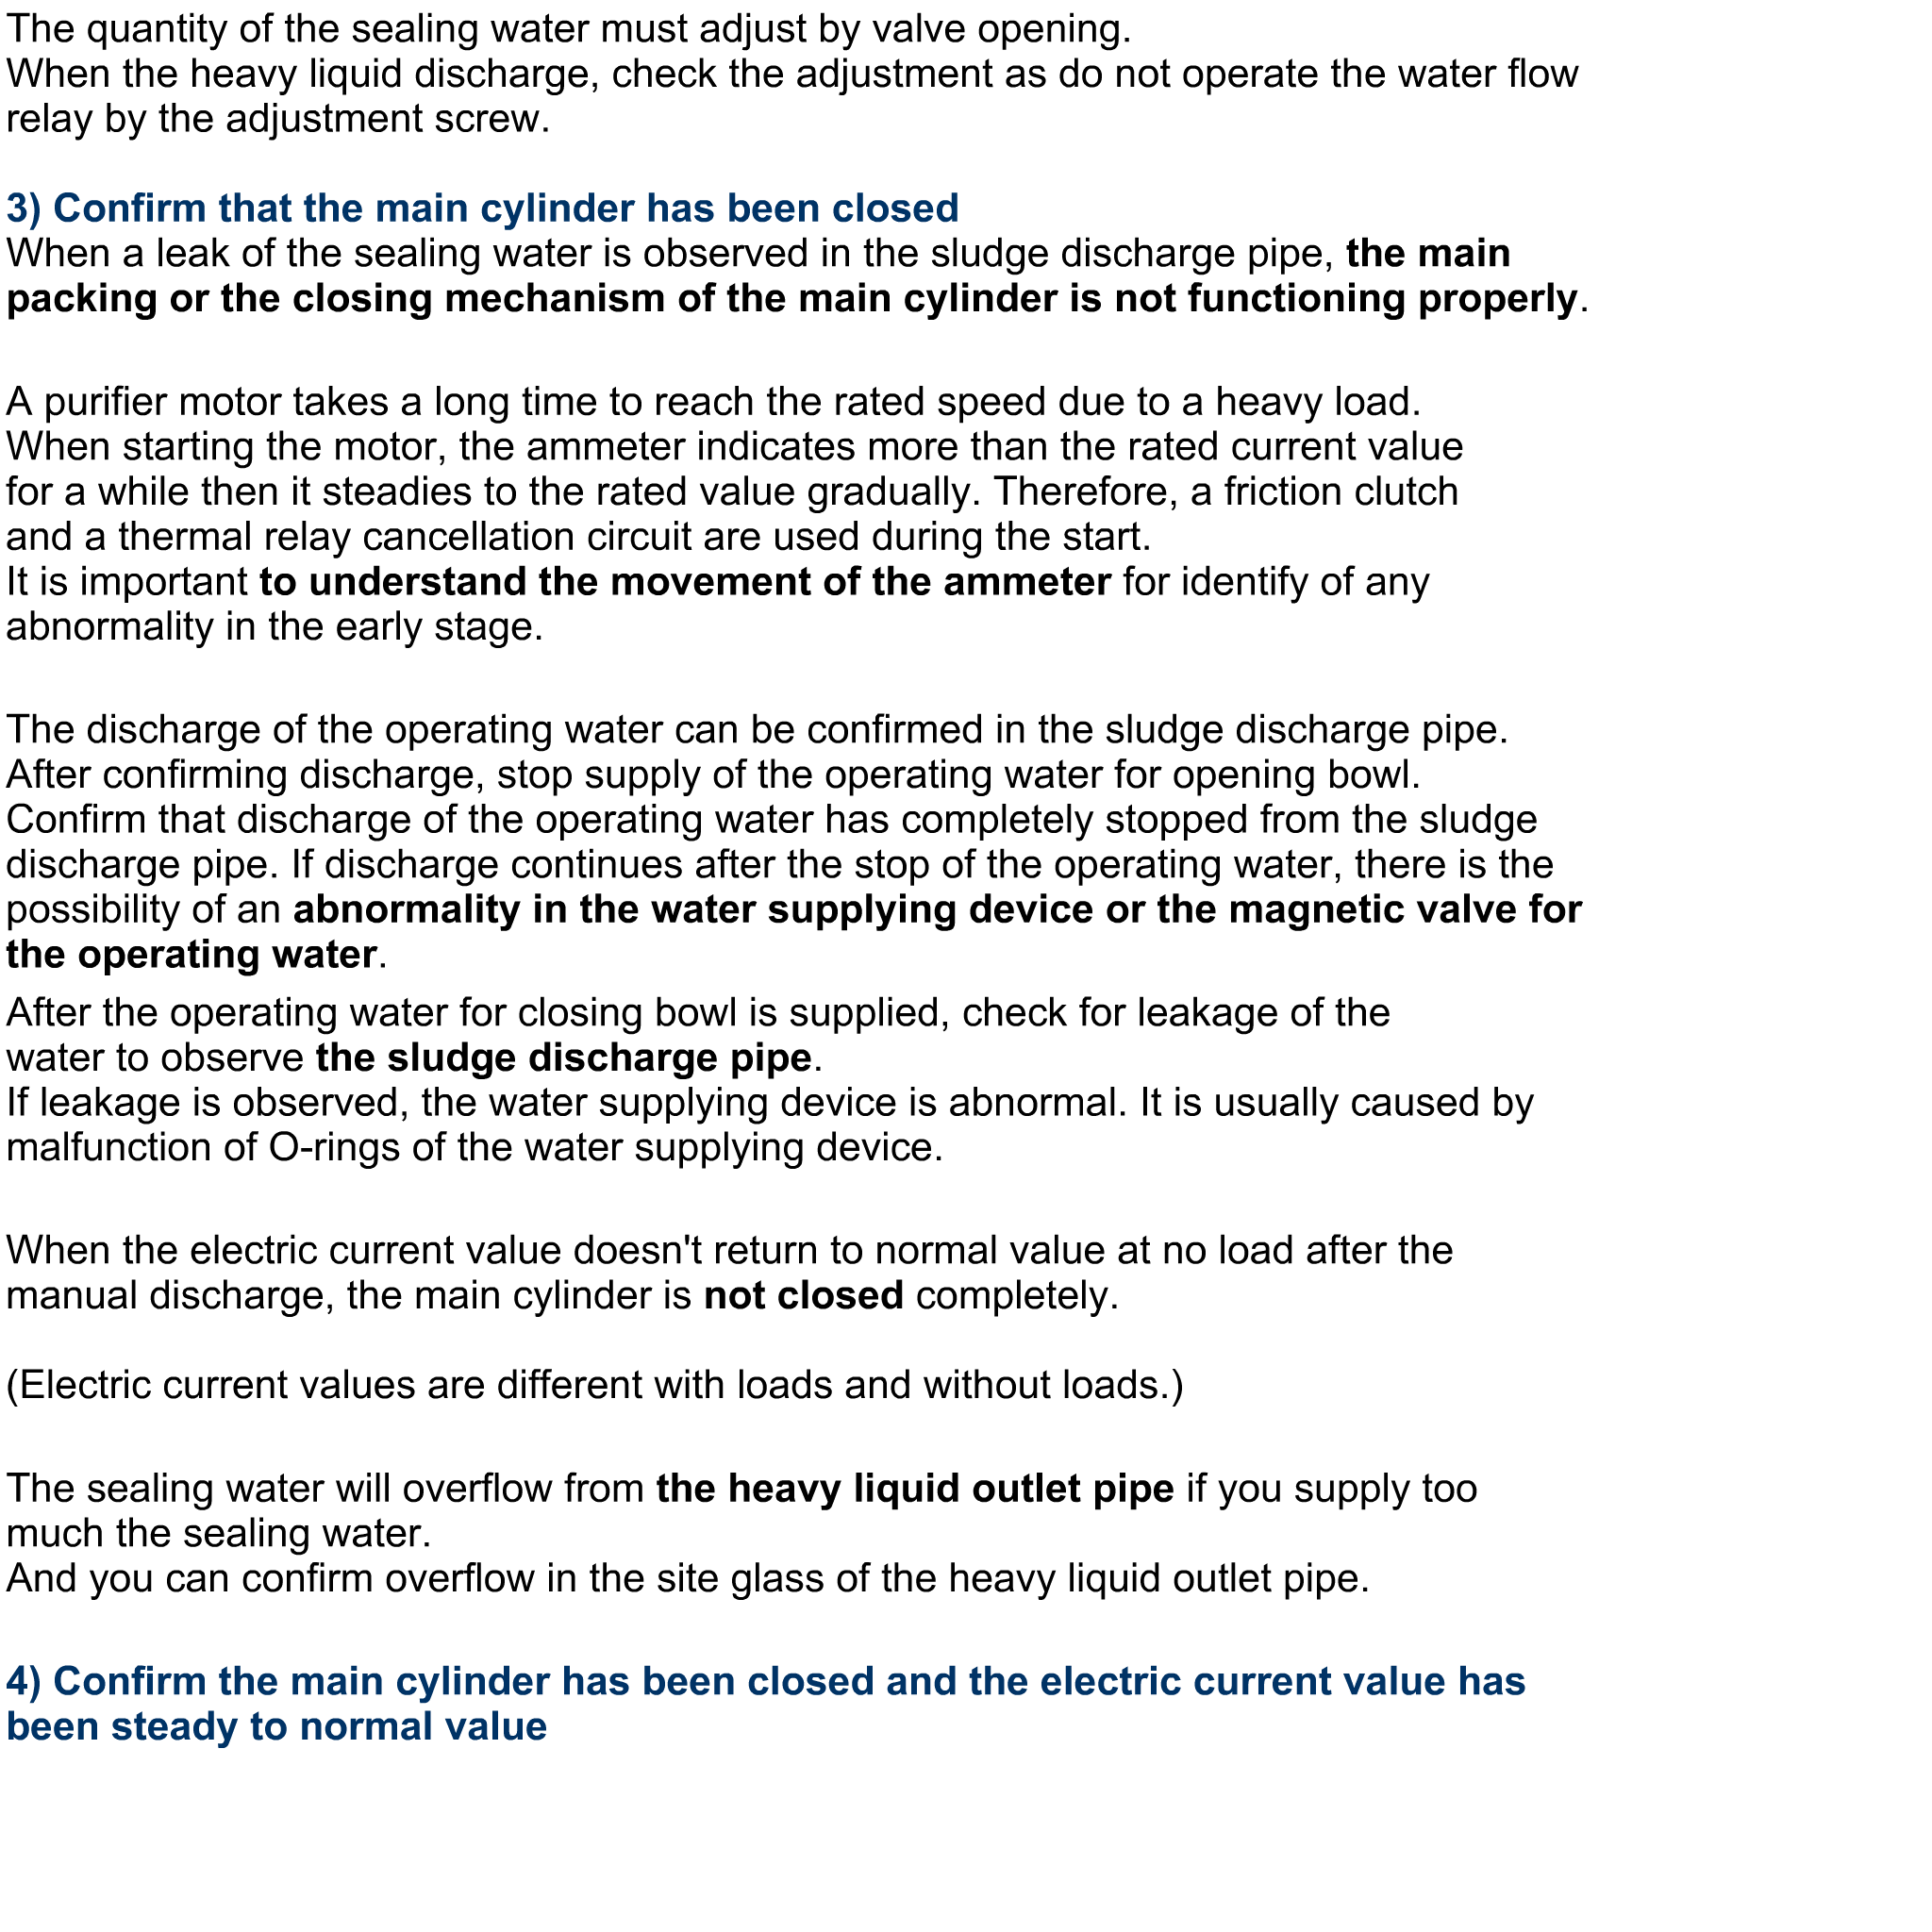 The quantity of the sealing water must adjust by valve opening.
When the heavy liquid discharge, check the adjustment as do not operate the water flow
relay by the adjustment screw.
3) Confirm that the main cylinder has been closed
When a leak of the sealing water is observed in the sludge discharge pipe, the main
packing or the closing mechanism of the main cylinder is not functioning properly.
A purifier motor takes a long time to reach the rated speed due to a heavy load.
When starting the motor, the ammeter indicates more than the rated current value
for a while then it steadies to the rated value gradually. Therefore, a friction clutch
and a thermal relay cancellation circuit are used during the start.
It is important to understand the movement of the ammeter for identify of any
abnormality in the early stage.
The discharge of the operating water can be confirmed in the sludge discharge pipe.
After confirming discharge, stop supply of the operating water for opening bowl.
Confirm that discharge of the operating water has completely stopped from the sludge
discharge pipe. If discharge continues after the stop of the operating water, there is the
possibility of an abnormality in the water supplying device or the magnetic valve for
the operating water.
After the operating water for closing bowl is supplied, check for leakage of the
water to observe the sludge discharge pipe.
If leakage is observed, the water supplying device is abnormal. It is usually caused by
malfunction of O-rings of the water supplying device.
When the electric current value doesn't return to normal value at no load after the
manual discharge, the main cylinder is not closed completely.
(Electric current values are different with loads and without loads.)
The sealing water will overflow from the heavy liquid outlet pipe if you supply too
much the sealing water.
And you can confirm overflow in the site glass of the heavy liquid outlet pipe.
4) Confirm the main cylinder has been closed and the electric current value has
been steady to normal value